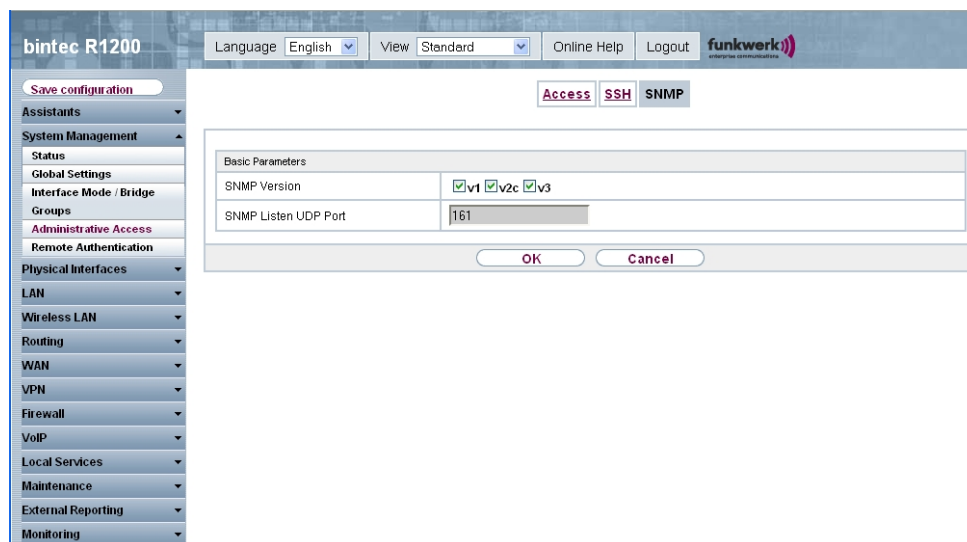 bintec R1200
Language English View Standard Online Help Logout funkwerk
enterprise communications
Save configuration
Assistants
System Management
Status
Global Settings
Interface Mode / Bridge
Groups
Administrative Access
Remote Authentication
Physical Interfaces
LAN
Wireless LAN
Routing
WAN
VPN
Firewall
VoIP
Local Services
Maintenance
External Reporting
Monitoring
Access SSH SNMP
Basic Parameters
SNMP Version v1 v2c v3
SNMP Listen UDP Port 161
OK Cancel